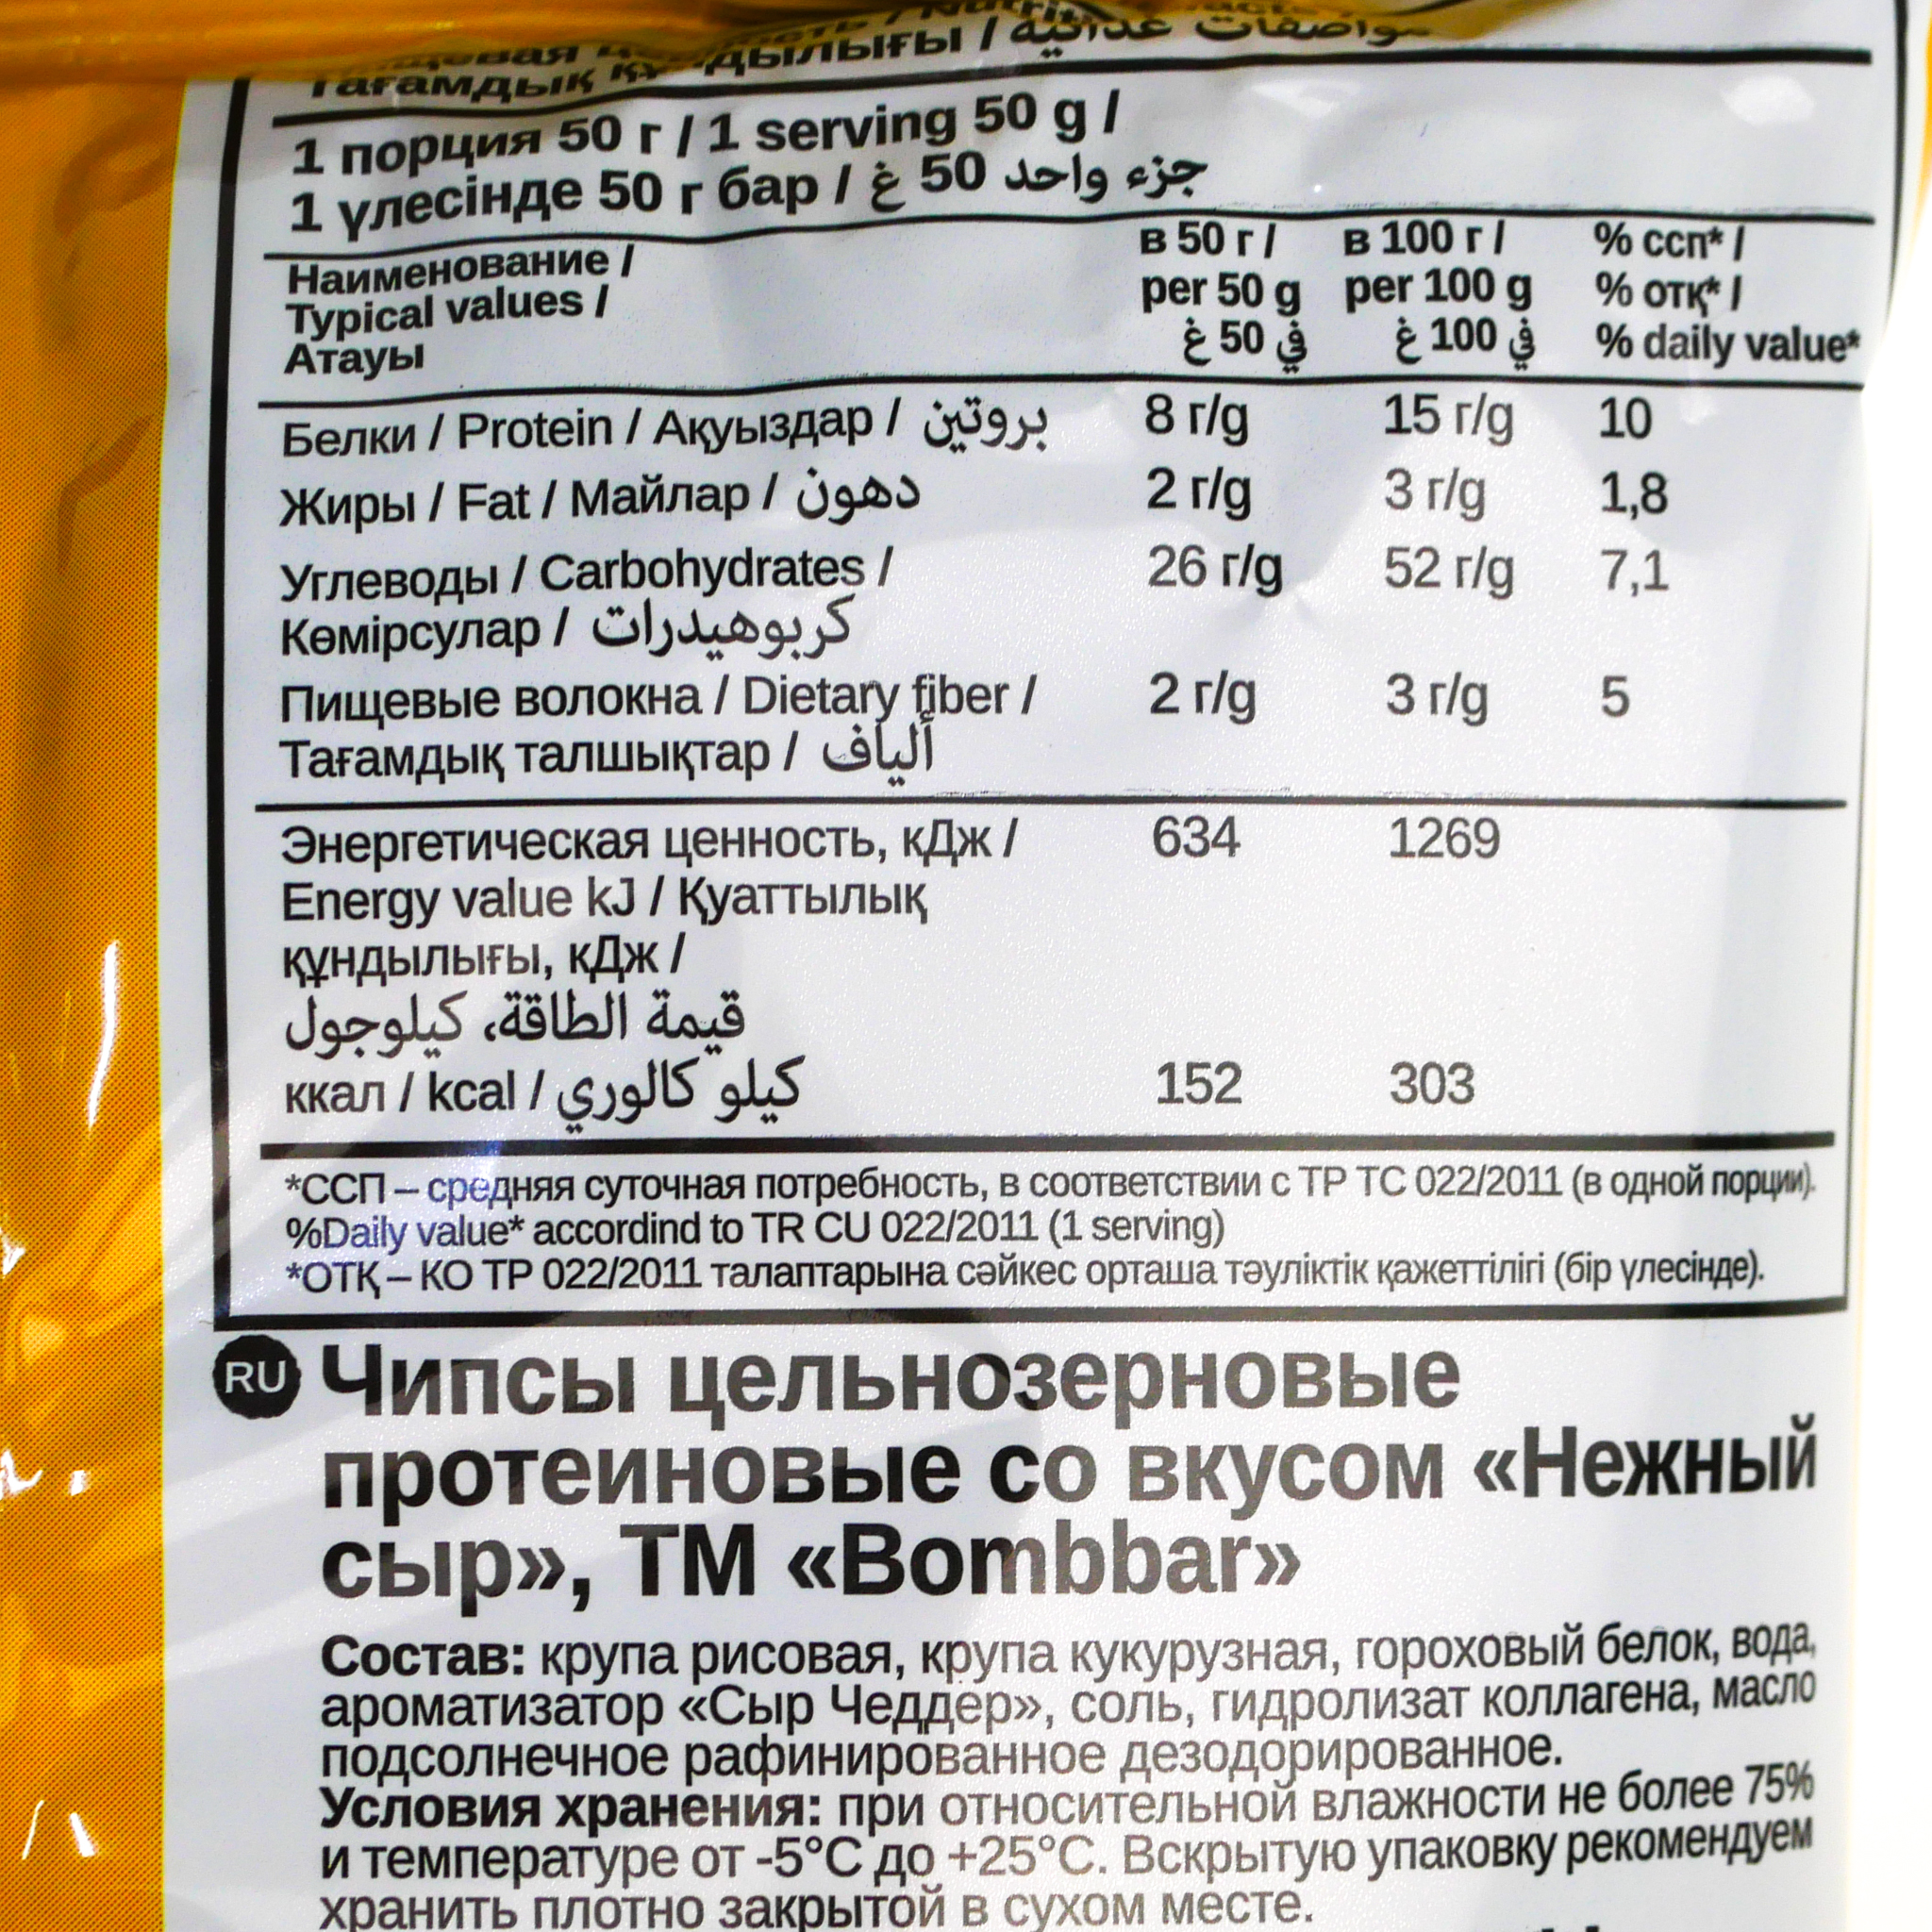 Тағамдық құндылығы / مواصفات غذائية
1 порция 50 г / 1 serving 50 g /
1 үлесінде 50 г бар / جزء واحد 50 غ
Наименование / в 50 г / в 100 г / % ссп* /
Typical values / per 50 g per 100 g % отқ* /
Атауы في 50 غ في 100 غ % daily value*
Белки / Protein / Ақуыздар / بروتين 8 г/g 15 г/g 10
Жиры / Fat / Майлар / دهون 2 г/g 3 г/g 1,8
Углеводы / Carbohydrates / 26 г/g 52 г/g 7,1
Көмірсулар / كربوهيدرات
Пищевые волокна / Dietary fiber / 2 г/g 3 г/g 5
Тағамдық талшықтар / ألياف
Энергетическая ценность, кДж / 634 1269
Energy value kJ / Қуаттылық
құндылығы, кДж /
قيمة الطاقة، كيلوجول
ккал / kcal / كيلو كالوري 152 303
*ССП – средняя суточная потребность, в соответствии с ТР ТС 022/2011 (в одной порции).
%Daily value* accordind to TR CU 022/2011 (1 serving)
*ОТҚ – КО ТР 022/2011 талаптарына сәйкес орташа тәуліктік қажеттілігі (бір үлесінде).
RU Чипсы цельнозерновые
протеиновые со вкусом «Нежный
сыр», ТМ «Bombbar»
Состав: крупа рисовая, крупа кукурузная, гороховый белок, вода,
ароматизатор «Сыр Чеддер», соль, гидролизат коллагена, масло
подсолнечное рафинированное дезодорированное.
Условия хранения: при относительной влажности не более 75%
и температуре от -5°С до +25°С. Вскрытую упаковку рекомендуем
хранить плотно закрытой в сухом месте.